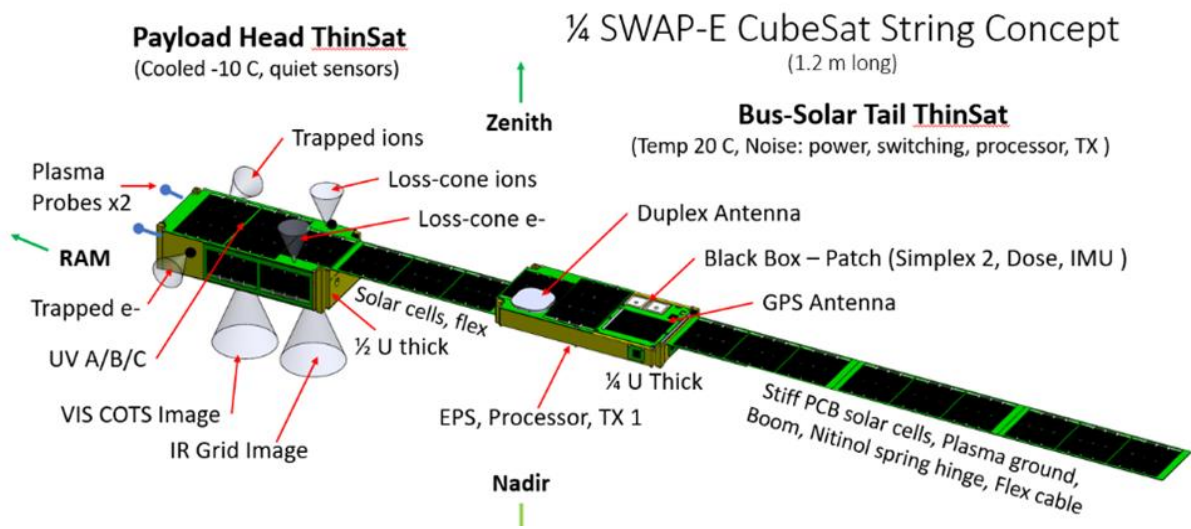 Payload Head ThinSat
(Cooled -10 C, quiet sensors)
¼ SWAP-E CubeSat String Concept
(1.2 m long)
Zenith
Bus-Solar Tail ThinSat
(Temp 20 C, Noise: power, switching, processor, TX )
Trapped ions
Plasma
Probes x2
Loss-cone ions
Loss-cone e-
Duplex Antenna
Black Box – Patch (Simplex 2, Dose, IMU )
GPS Antenna
RAM
Trapped e-
UV A/B/C
VIS COTS Image
IR Grid Image
½ U thick
Solar cells, flex
EPS, Processor, TX 1
¼ U Thick
Stiff PCB solar cells, Plasma ground,
Boom, Nitinol spring hinge, Flex cable
Nadir